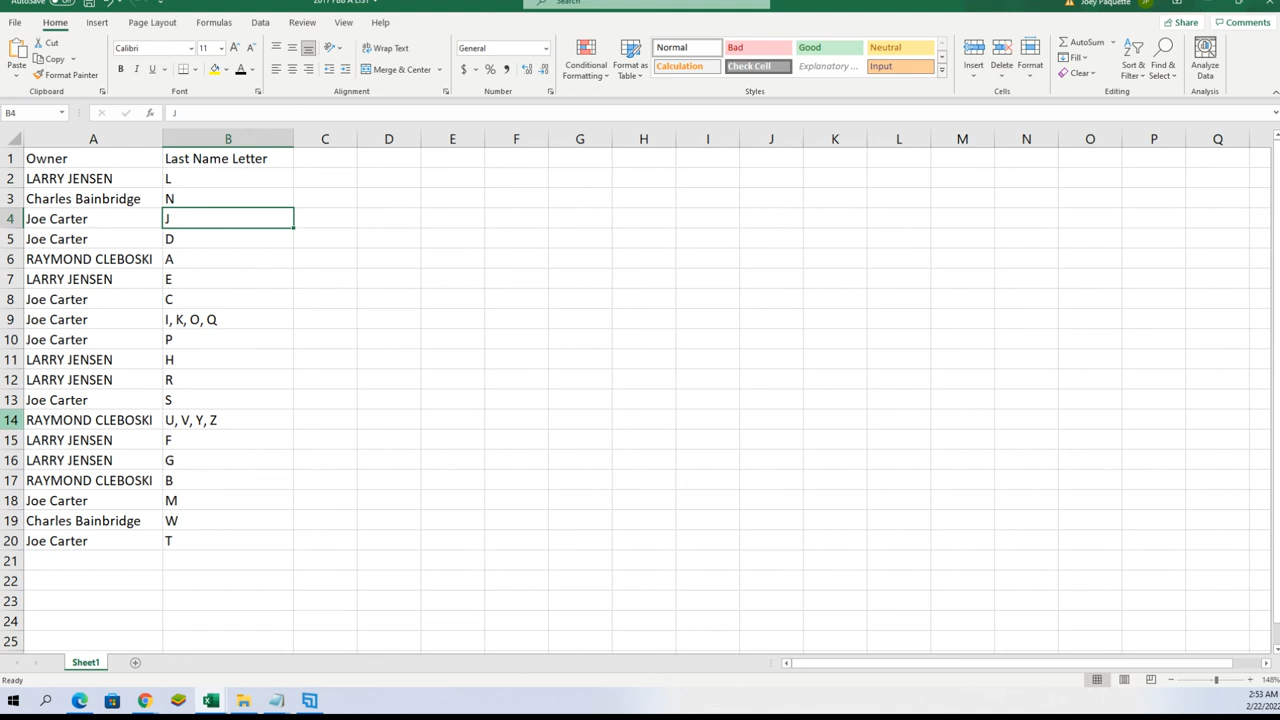 AutoSave Off 2017 FBB A LIST Search Joey Paquette JP
File Home Insert Page Layout Formulas Data Review View Help Share Comments
Paste Cut Copy Format Painter Clipboard
Calibri 11 B I U A Font
Wrap Text Merge & Center Alignment
General $ % , Number
Conditional Formatting Format as Table
Normal Bad Good Neutral
Calculation Check Cell Explanatory ... Input
Styles
Insert Delete Format Cells
AutoSum Fill Clear Sort & Filter Find & Select Editing
Analyze Data Analysis
B4 fx J
A B C D E F G H I J K L M N O P Q
1 Owner Last Name Letter
2 LARRY JENSEN L
3 Charles Bainbridge N
4 Joe Carter J
5 Joe Carter D
6 RAYMOND CLEBOSKI A
7 LARRY JENSEN E
8 Joe Carter C
9 Joe Carter I, K, O, Q
10 Joe Carter P
11 LARRY JENSEN H
12 LARRY JENSEN R
13 Joe Carter S
14 RAYMOND CLEBOSKI U, V, Y, Z
15 LARRY JENSEN F
16 LARRY JENSEN G
17 RAYMOND CLEBOSKI B
18 Joe Carter M
19 Charles Bainbridge W
20 Joe Carter T
21
22
23
24
25
Sheet1
Ready 148%
2:53 AM
2/22/202